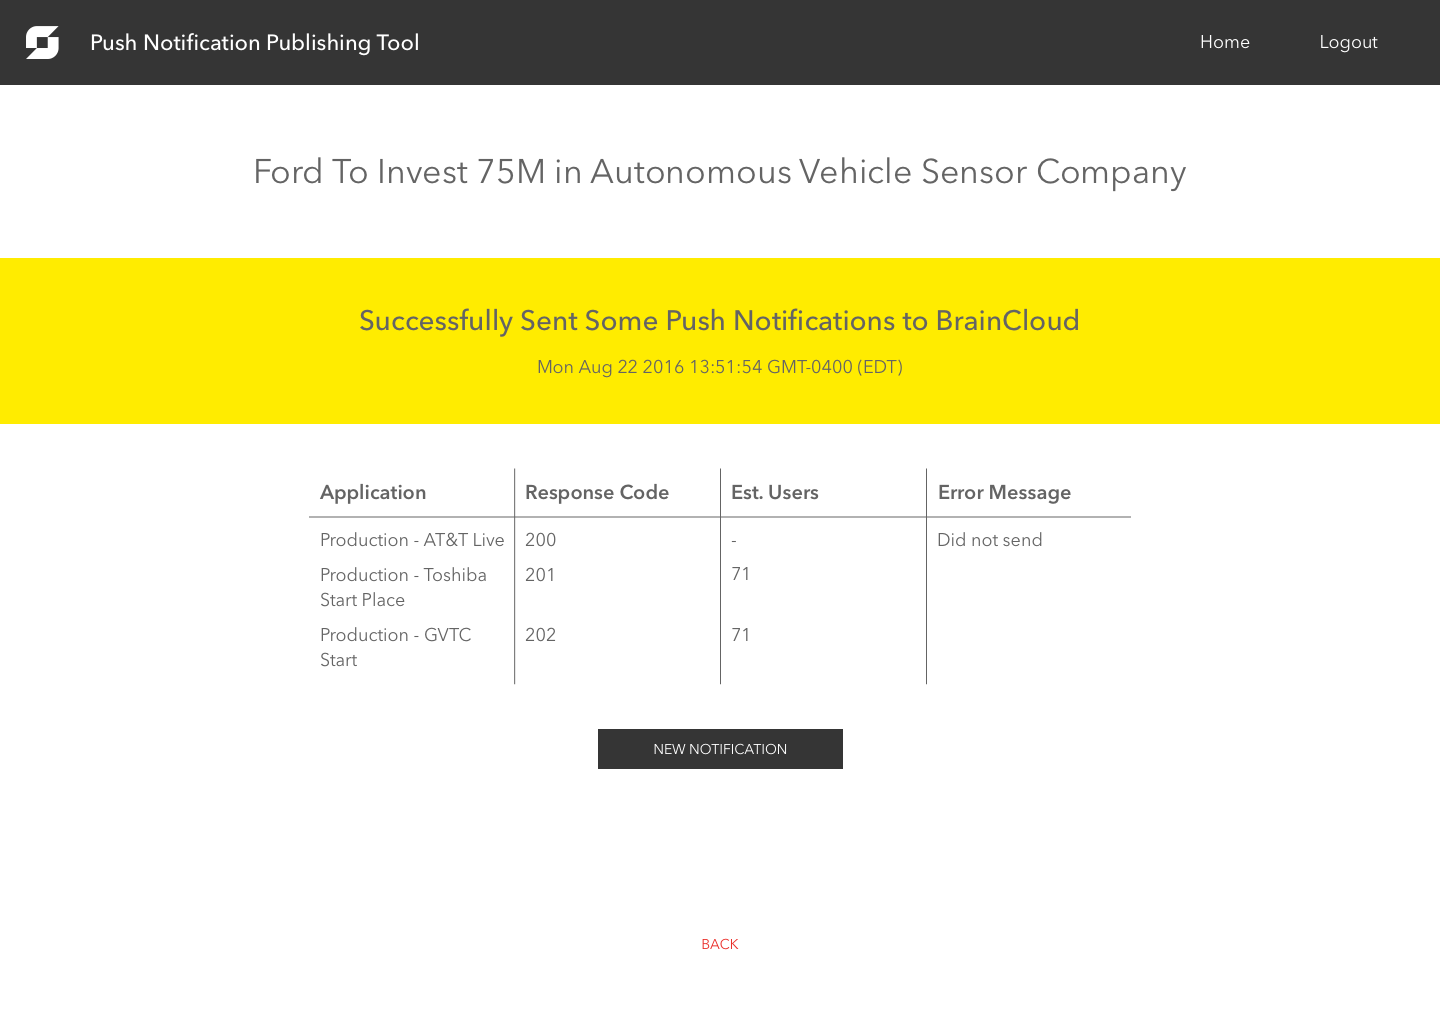 Push Notification Publishing Tool
Home
Logout
Ford To Invest 75M in Autonomous Vehicle Sensor Company
Successfully Sent Some Push Notifications to BrainCloud
Mon Aug 22 2016 13:51:54 GMT-0400 (EDT)
Application
Response Code
Est. Users
Error Message
Production - AT&T Live
200
-
Did not send
Production - Toshiba
Start Place
201
71
Production - GVTC
Start
202
71
NEW NOTIFICATION
BACK